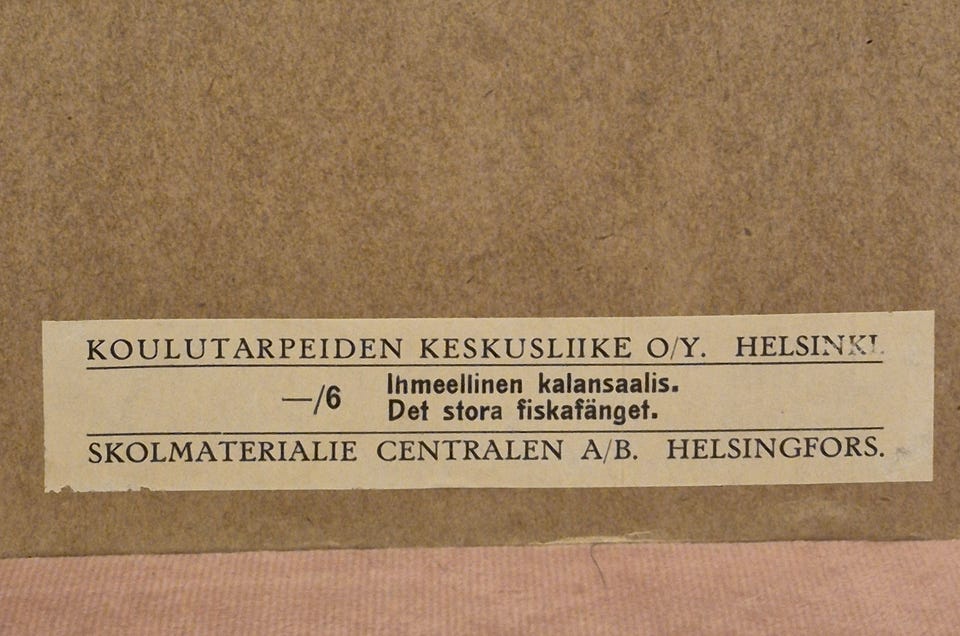 KOULUTARPEIDEN KESKUSLIIKE O/Y. HELSINKI.
—/6 Ihmeellinen kalansaalis.
Det stora fiskafänget.
SKOLMATERIALIE CENTRALEN A/B. HELSINGFORS.